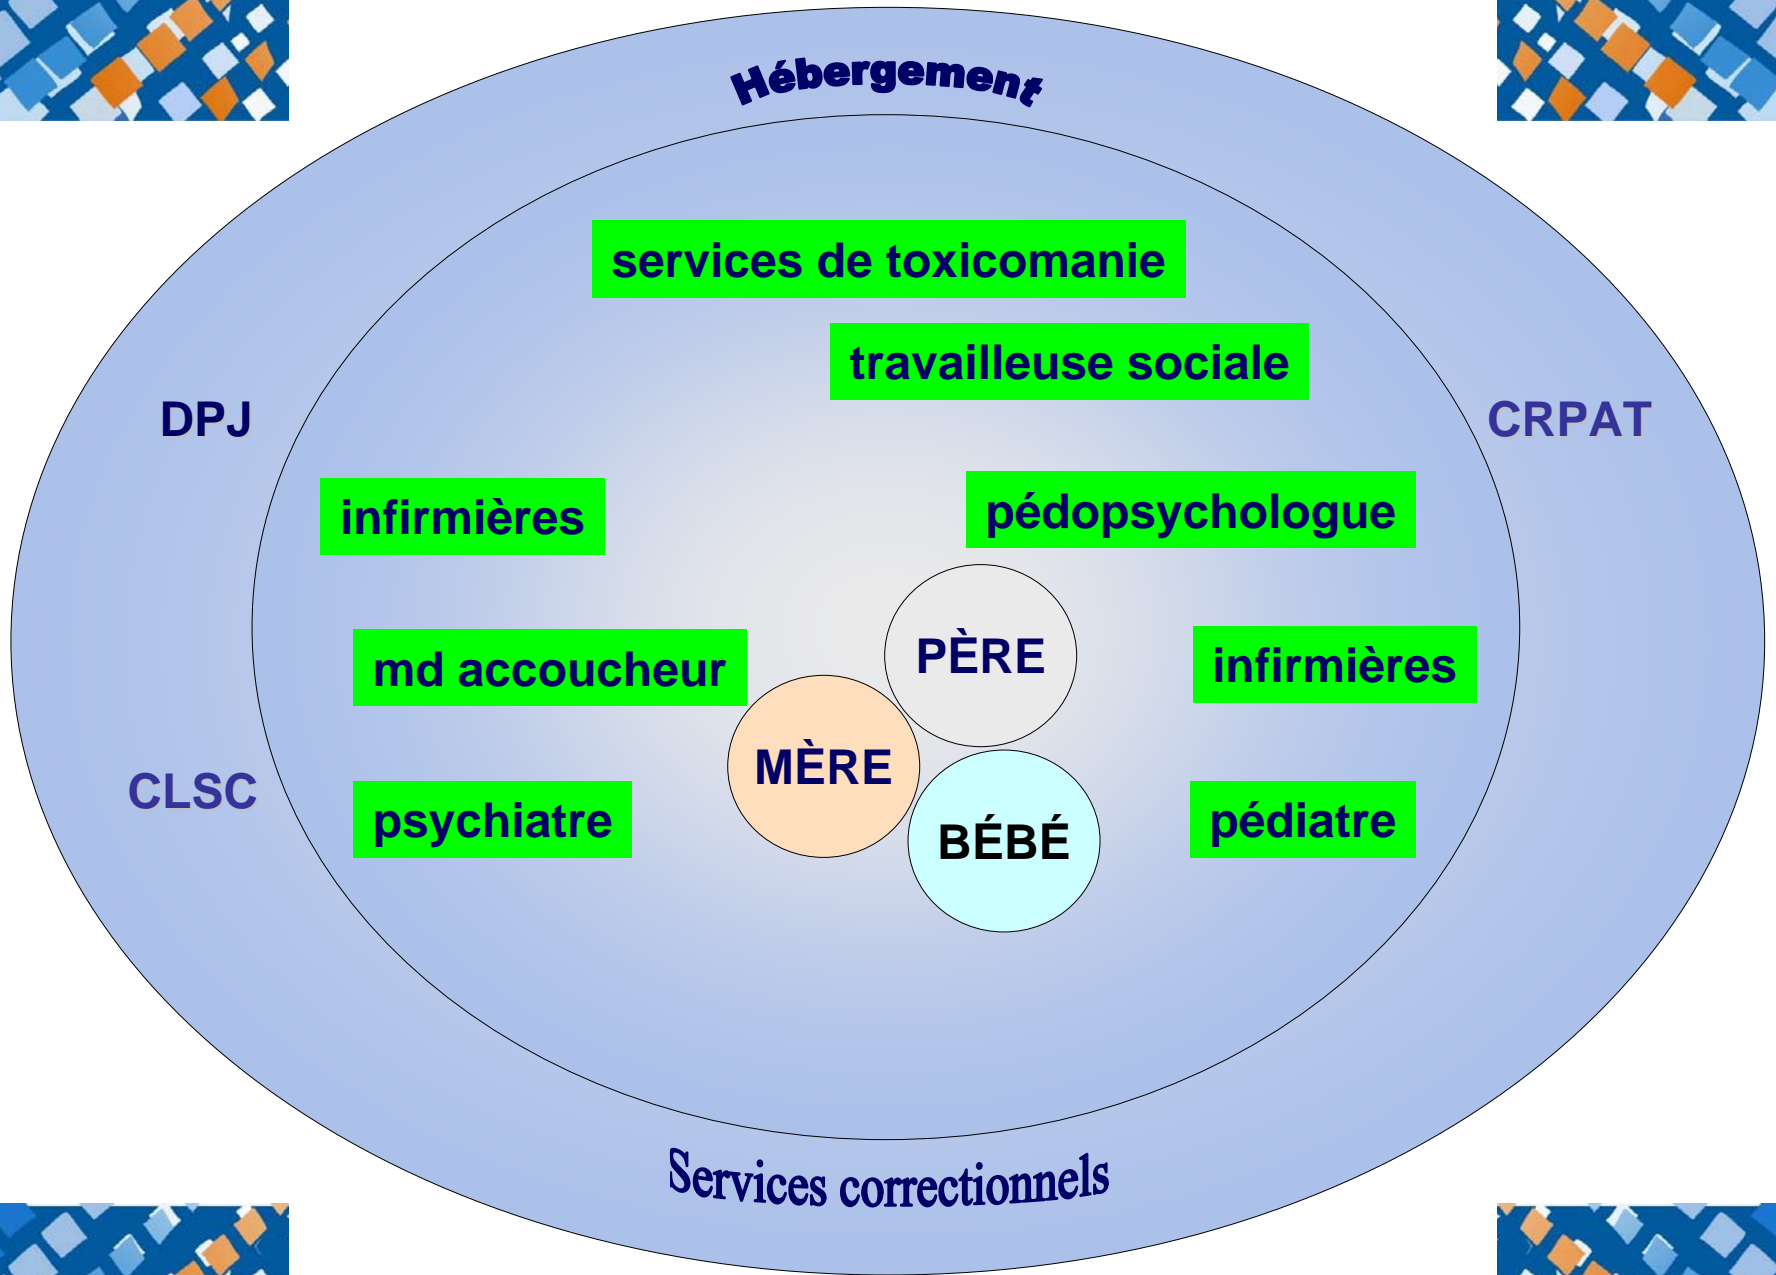 Hébergement
services de toxicomanie
travailleuse sociale
DPJ
CRPAT
infirmières
pédopsychologue
md accoucheur
PÈRE
infirmières
MÈRE
CLSC
psychiatre
BÉBÉ
pédiatre
Services correctionnels